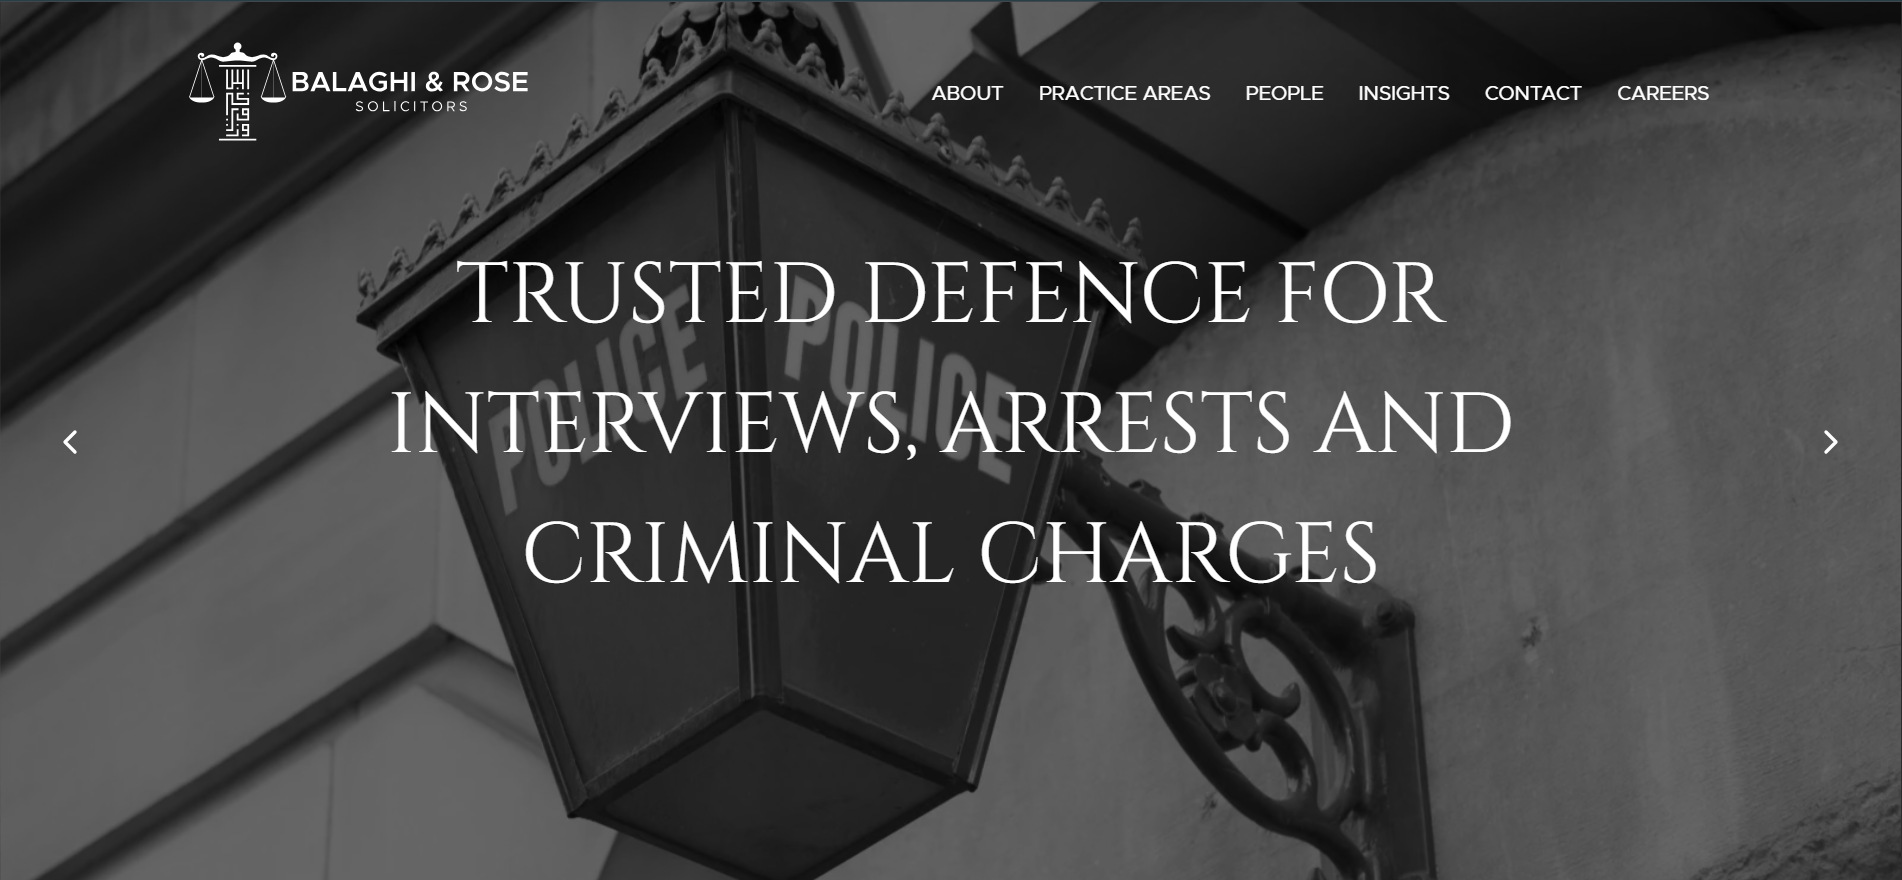 BALAGHI & ROSE
SOLICITORS
ABOUT PRACTICE AREAS PEOPLE INSIGHTS CONTACT CAREERS
TRUSTED DEFENCE FOR
INTERVIEWS, ARRESTS AND
CRIMINAL CHARGES
POLICE POLICE